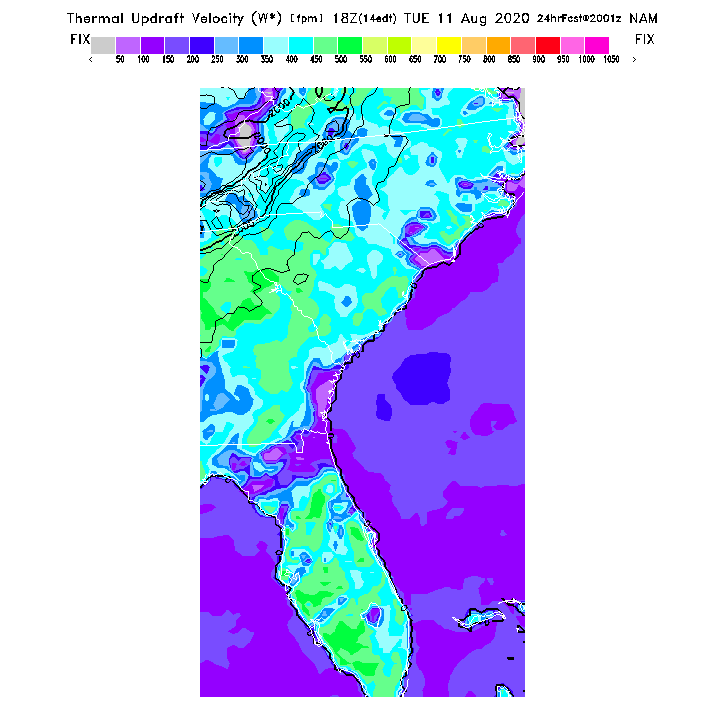 Thermal Updraft Velocity (W*) [fpm] 18Z(14edt) TUE 11 Aug 2020 24hrFcst@2001z NAM
FIX FIX
< 50 100 150 200 250 300 350 400 450 500 550 600 650 700 750 800 850 900 950 1000 1050 >